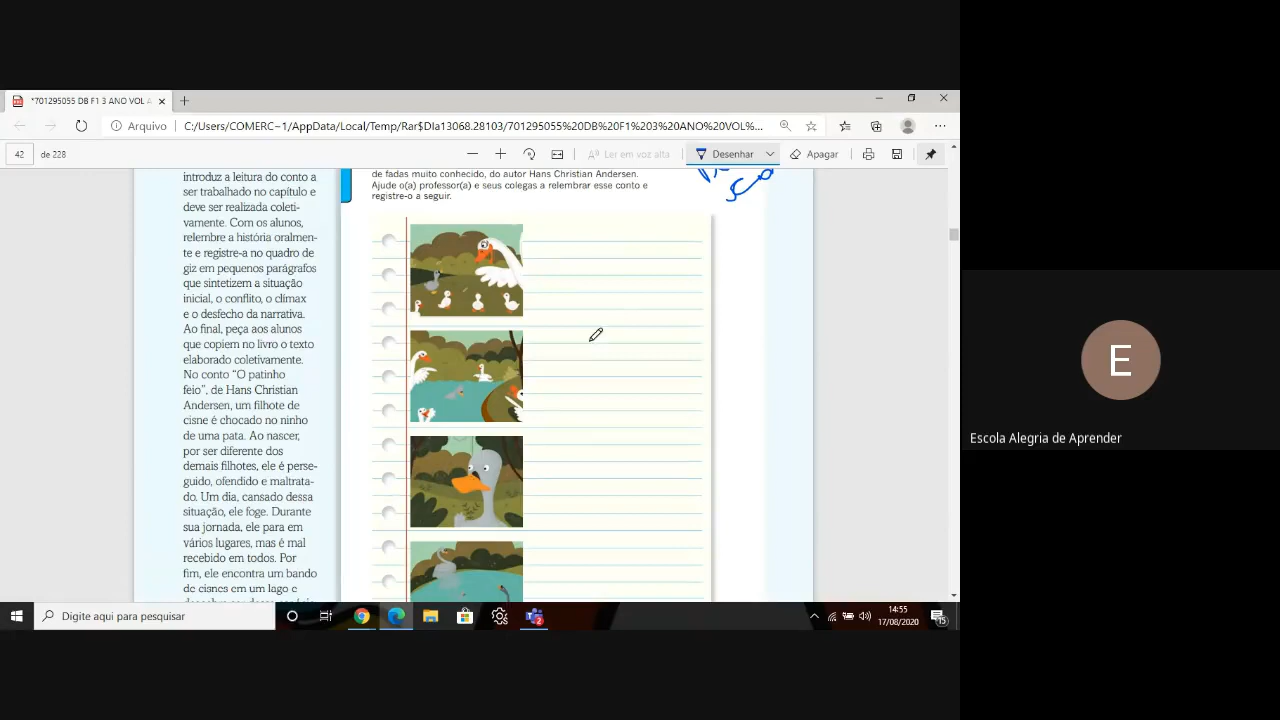 *701295055 DB F1 3 ANO VOL
Arquivo
C:/Users/COMERC~1/AppData/Local/Temp/Rar$DIa13068.28103/701295055%20DB%20F1%203%20ANO%20VOL%...
42 de 228
Ler em voz alta
Desenhar
Apagar
introduz a leitura do conto a
ser trabalhado no capítulo e
deve ser realizada coleti-
vamente. Com os alunos,
relembre a história oralmen-
te e registre-a no quadro de
giz em pequenos parágrafos
que sintetizem a situação
inicial, o conflito, o clímax
e o desfecho da narrativa.
Ao final, peça aos alunos
que copiem no livro o texto
elaborado coletivamente.
No conto “O patinho
feio”, de Hans Christian
Andersen, um filhote de
cisne é chocado no ninho
de uma pata. Ao nascer,
por ser diferente dos
demais filhotes, ele é perse-
guido, ofendido e maltrata-
do. Um dia, cansado dessa
situação, ele foge. Durante
sua jornada, ele para em
vários lugares, mas é mal
recebido em todos. Por
fim, ele encontra um bando
de cisnes em um lago e
de fadas muito conhecido, do autor Hans Christian Andersen.
Ajude o(a) professor(a) e seus colegas a relembrar esse conto e
registre-o a seguir.
E
Escola Alegria de Aprender
Digite aqui para pesquisar
2
14:55
17/08/2020
15